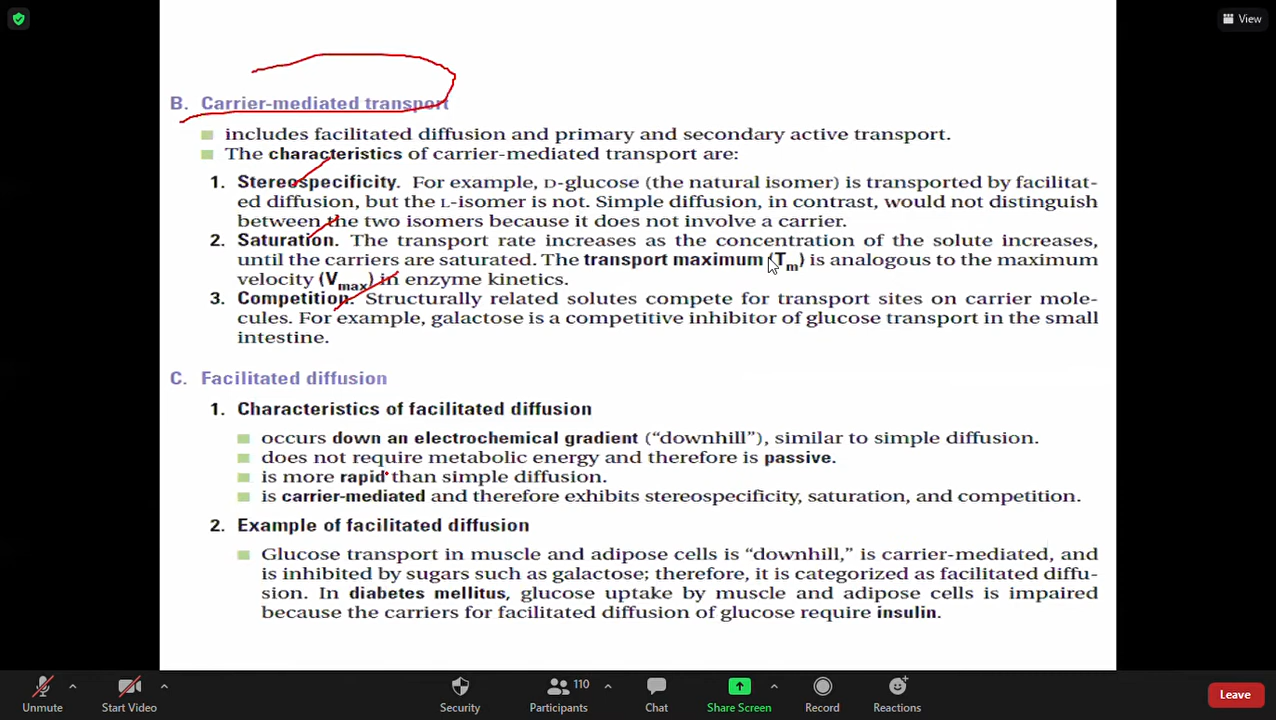 View
B. Carrier-mediated transport
includes facilitated diffusion and primary and secondary active transport.
The characteristics of carrier-mediated transport are:
1. Stereospecificity. For example, D-glucose (the natural isomer) is transported by facilitat-
ed diffusion, but the L-isomer is not. Simple diffusion, in contrast, would not distinguish
between the two isomers because it does not involve a carrier.
2. Saturation. The transport rate increases as the concentration of the solute increases,
until the carriers are saturated. The transport maximum (Tm) is analogous to the maximum
velocity (Vmax) in enzyme kinetics.
3. Competition. Structurally related solutes compete for transport sites on carrier mole-
cules. For example, galactose is a competitive inhibitor of glucose transport in the small
intestine.
C. Facilitated diffusion
1. Characteristics of facilitated diffusion
occurs down an electrochemical gradient (“downhill”), similar to simple diffusion.
does not require metabolic energy and therefore is passive.
is more rapid than simple diffusion.
is carrier-mediated and therefore exhibits stereospecificity, saturation, and competition.
2. Example of facilitated diffusion
Glucose transport in muscle and adipose cells is “downhill,” is carrier-mediated, and
is inhibited by sugars such as galactose; therefore, it is categorized as facilitated diffu-
sion. In diabetes mellitus, glucose uptake by muscle and adipose cells is impaired
because the carriers for facilitated diffusion of glucose require insulin.
110
Unmute Start Video Security Participants Chat Share Screen Record Reactions Leave